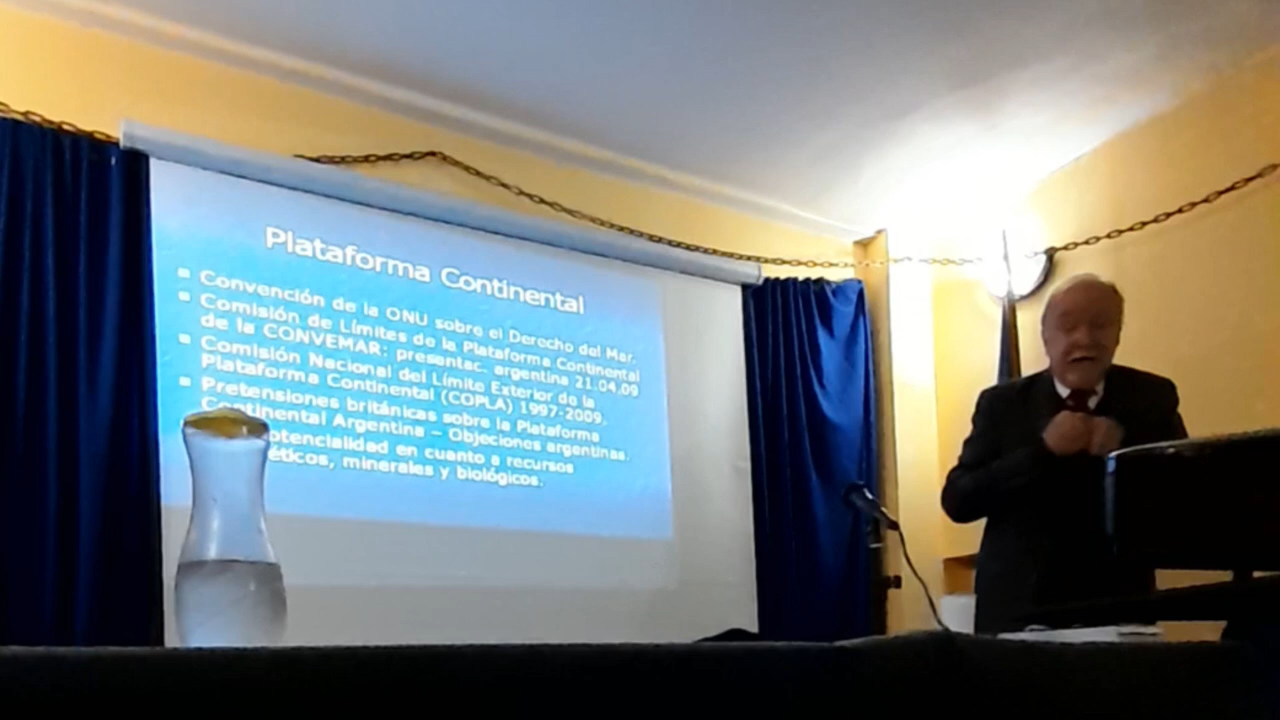 Plataforma Continental
Convención de la ONU sobre el Derecho del Mar.
Comisión de Límites de la Plataforma Continental
de la CONVEMAR: presentac. argentina 21.04.09
Comisión Nacional del Límite Exterior de la
Plataforma Continental (COPLA) 1997-2009.
Pretensiones británicas sobre la Plataforma
Continental Argentina – Objeciones argentinas.
otencialidad en cuanto a recursos
éticos, minerales y biológicos.